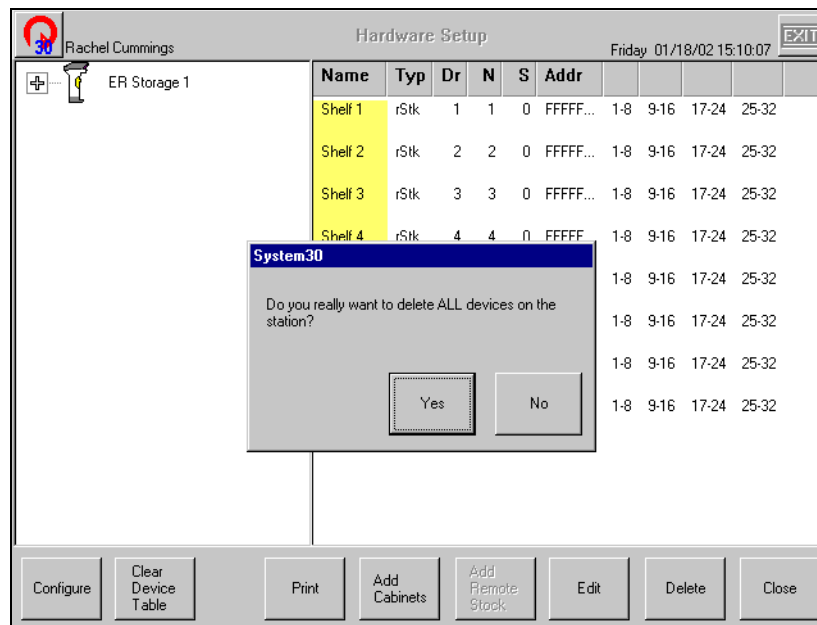 30 Rachel Cummings
Hardware Setup
Friday 01/18/02 15:10:07
EXIT
ER Storage 1
Name Typ Dr N S Addr
Shelf 1 rStk 1 1 0 FFFFF... 1-8 9-16 17-24 25-32
Shelf 2 rStk 2 2 0 FFFFF... 1-8 9-16 17-24 25-32
Shelf 3 rStk 3 3 0 FFFFF... 1-8 9-16 17-24 25-32
Shelf 4 rStk 4 4 0 FFFFF... 1-8 9-16 17-24 25-32
1-8 9-16 17-24 25-32
1-8 9-16 17-24 25-32
1-8 9-16 17-24 25-32
1-8 9-16 17-24 25-32
System30
Do you really want to delete ALL devices on the
station?
Yes No
Configure
Clear
Device
Table
Print
Add
Cabinets
Add
Remote
Stock
Edit
Delete
Close